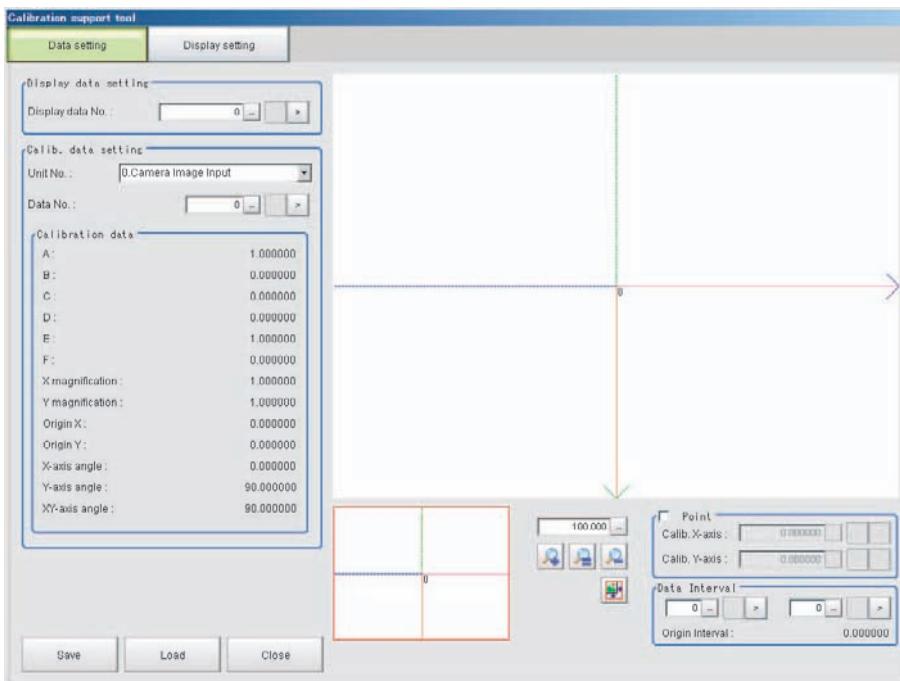 Calibration support tool
Data setting
Display setting
Display data setting
Display data No. :
0
...
>
Calib. data setting
Unit No. :
0.Camera Image Input
Data No. :
0
...
>
Calibration data
A : 1.000000
B : 0.000000
C : 0.000000
D : 0.000000
E : 1.000000
F : 0.000000
X magnification : 1.000000
Y magnification : 1.000000
Origin X : 0.000000
Origin Y : 0.000000
X-axis angle : 0.000000
Y-axis angle : 90.000000
XY-axis angle : 90.000000
0
0
100.000 ...
Point
Calib. X-axis : 0.000000
Calib. Y-axis : 0.000000
Data Interval
0 ... > 0 ... >
Origin Interval : 0.000000
Save
Load
Close